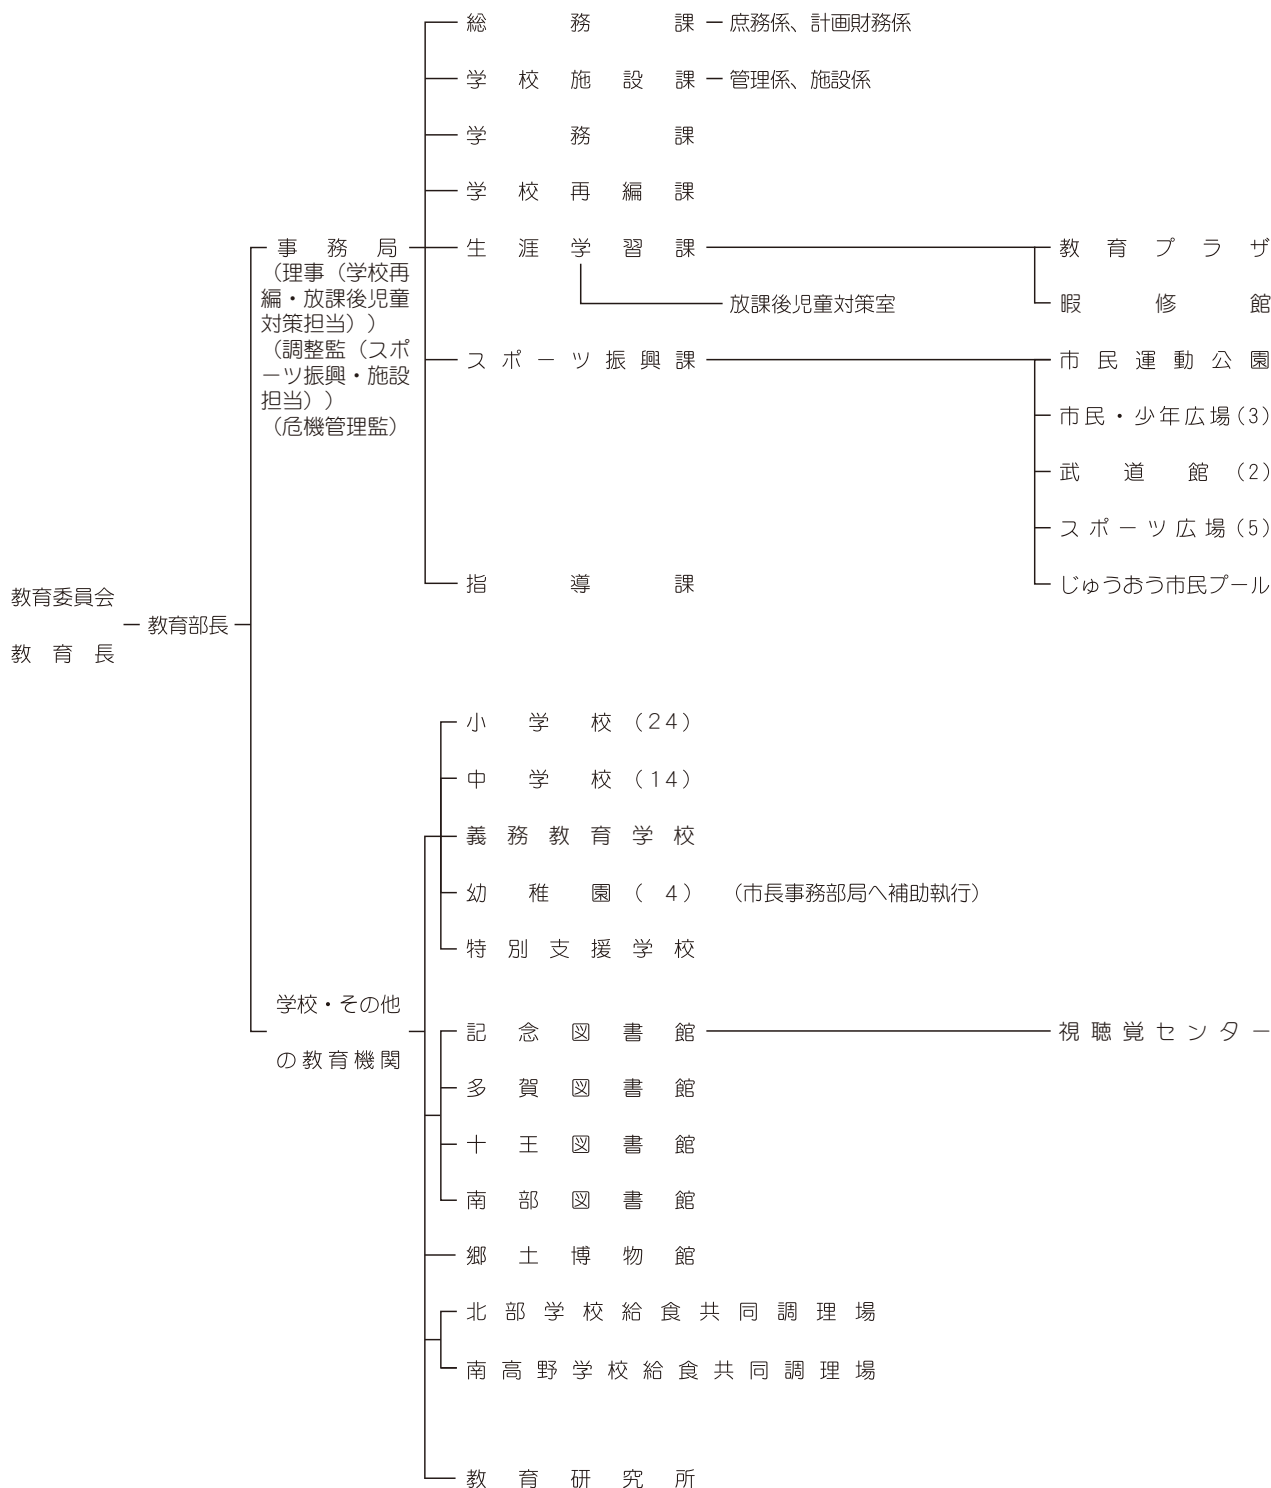 総務課
庶務係、計画財務係
学校施設課
管理係、施設係
学務課
学校再編課
事務局
(理事(学校再
編・放課後児童
対策担当))
(調整監(スポ
ーツ振興・施設
担当))
(危機管理監)
生涯学習課
教育プラザ
放課後児童対策室
暇修館
スポーツ振興課
市民運動公園
市民・少年広場(3)
武道館(2)
スポーツ広場(5)
指導課
じゅうおう市民プール
教育委員会
教育長
教育部長
小学校(24)
中学校(14)
義務教育学校
幼稚園(4)
(市長事務部局へ補助執行)
特別支援学校
学校・その他
の教育機関
記念図書館
視聴覚センター
多賀図書館
十王図書館
南部図書館
郷土博物館
北部学校給食共同調理場
南高野学校給食共同調理場
教育研究所